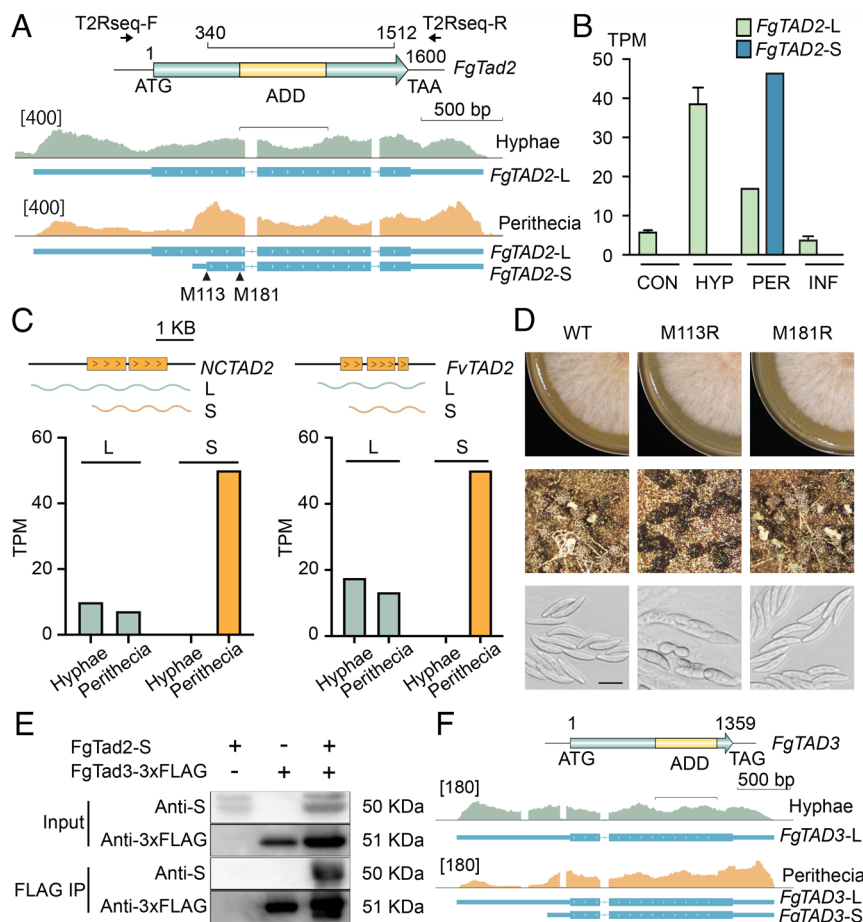 A
T2Rseq-F
T2Rseq-R
340
1512
1
1600
FgTad2
ATG
ADD
TAA
500 bp
[400]
Hyphae
FgTAD2-L
[400]
Perithecia
FgTAD2-L
FgTAD2-S
M113
M181
B
FgTAD2-L
FgTAD2-S
TPM
50
40
30
20
10
0
CON HYP PER INF
C
1 KB
NCTAD2
L
S
FvTAD2
L
S
60
40
20
0
TPM
L
S
Hyphae
Perithecia
Hyphae
Perithecia
60
40
20
0
TPM
L
S
Hyphae
Perithecia
Hyphae
Perithecia
D
WT M113R M181R
E
FgTad2-S + - +
FgTad3-3xFLAG - + +
Input
Anti-S 50 KDa
Anti-3xFLAG 51 KDa
FLAG IP
Anti-S 50 KDa
Anti-3xFLAG 51 KDa
F
1
1359
FgTAD3
ATG
ADD
TAG
500 bp
[180]
Hyphae
FgTAD3-L
[180]
Perithecia
FgTAD3-L
FgTAD3-S